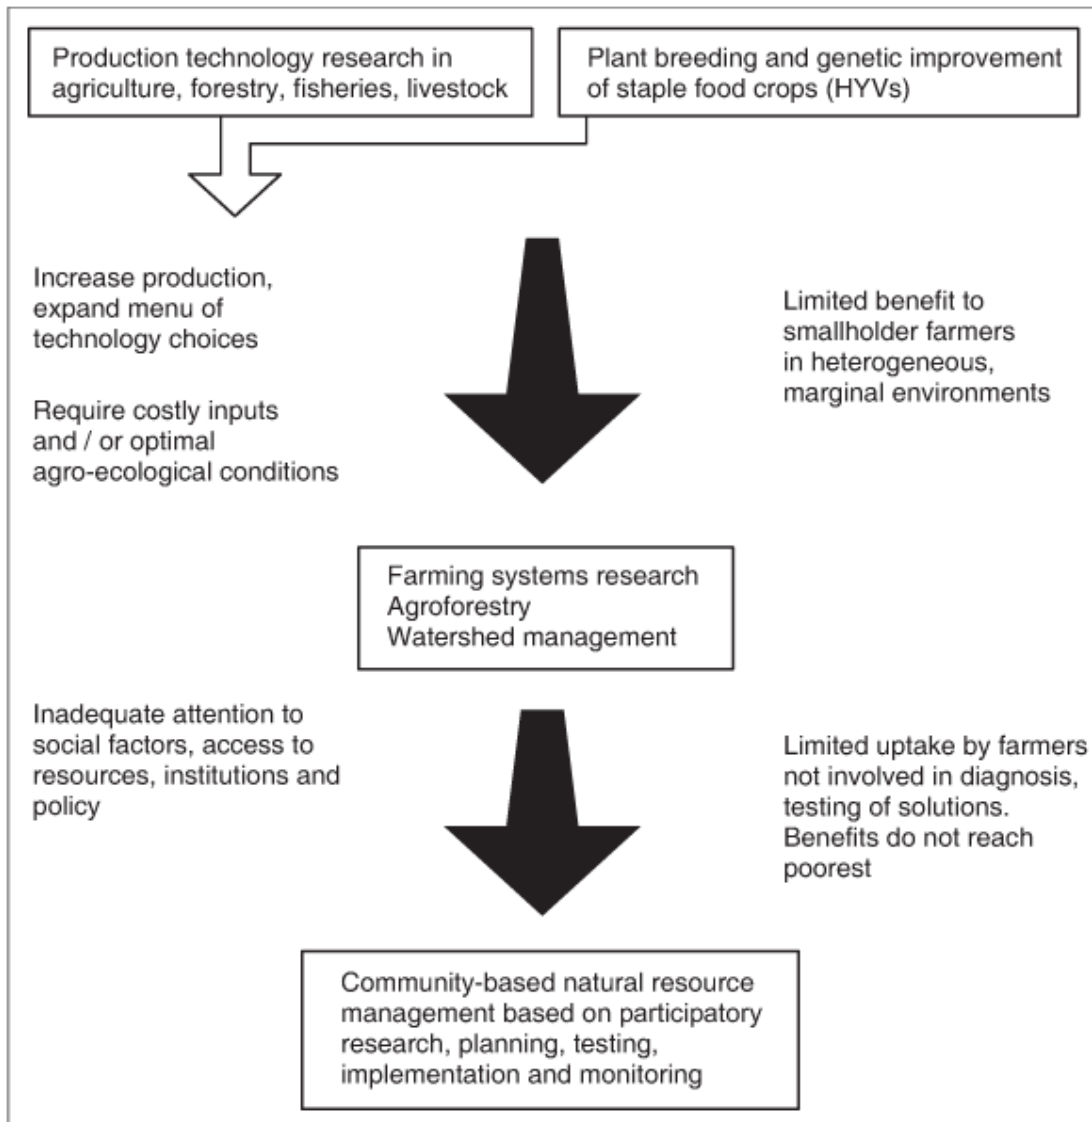 Production technology research in
agriculture, forestry, fisheries, livestock
Plant breeding and genetic improvement
of staple food crops (HYVs)
Increase production,
expand menu of
technology choices
Require costly inputs
and / or optimal
agro-ecological conditions
Limited benefit to
smallholder farmers
in heterogeneous,
marginal environments
Farming systems research
Agroforestry
Watershed management
Inadequate attention to
social factors, access to
resources, institutions and
policy
Limited uptake by farmers
not involved in diagnosis,
testing of solutions.
Benefits do not reach
poorest
Community-based natural resource
management based on participatory
research, planning, testing,
implementation and monitoring